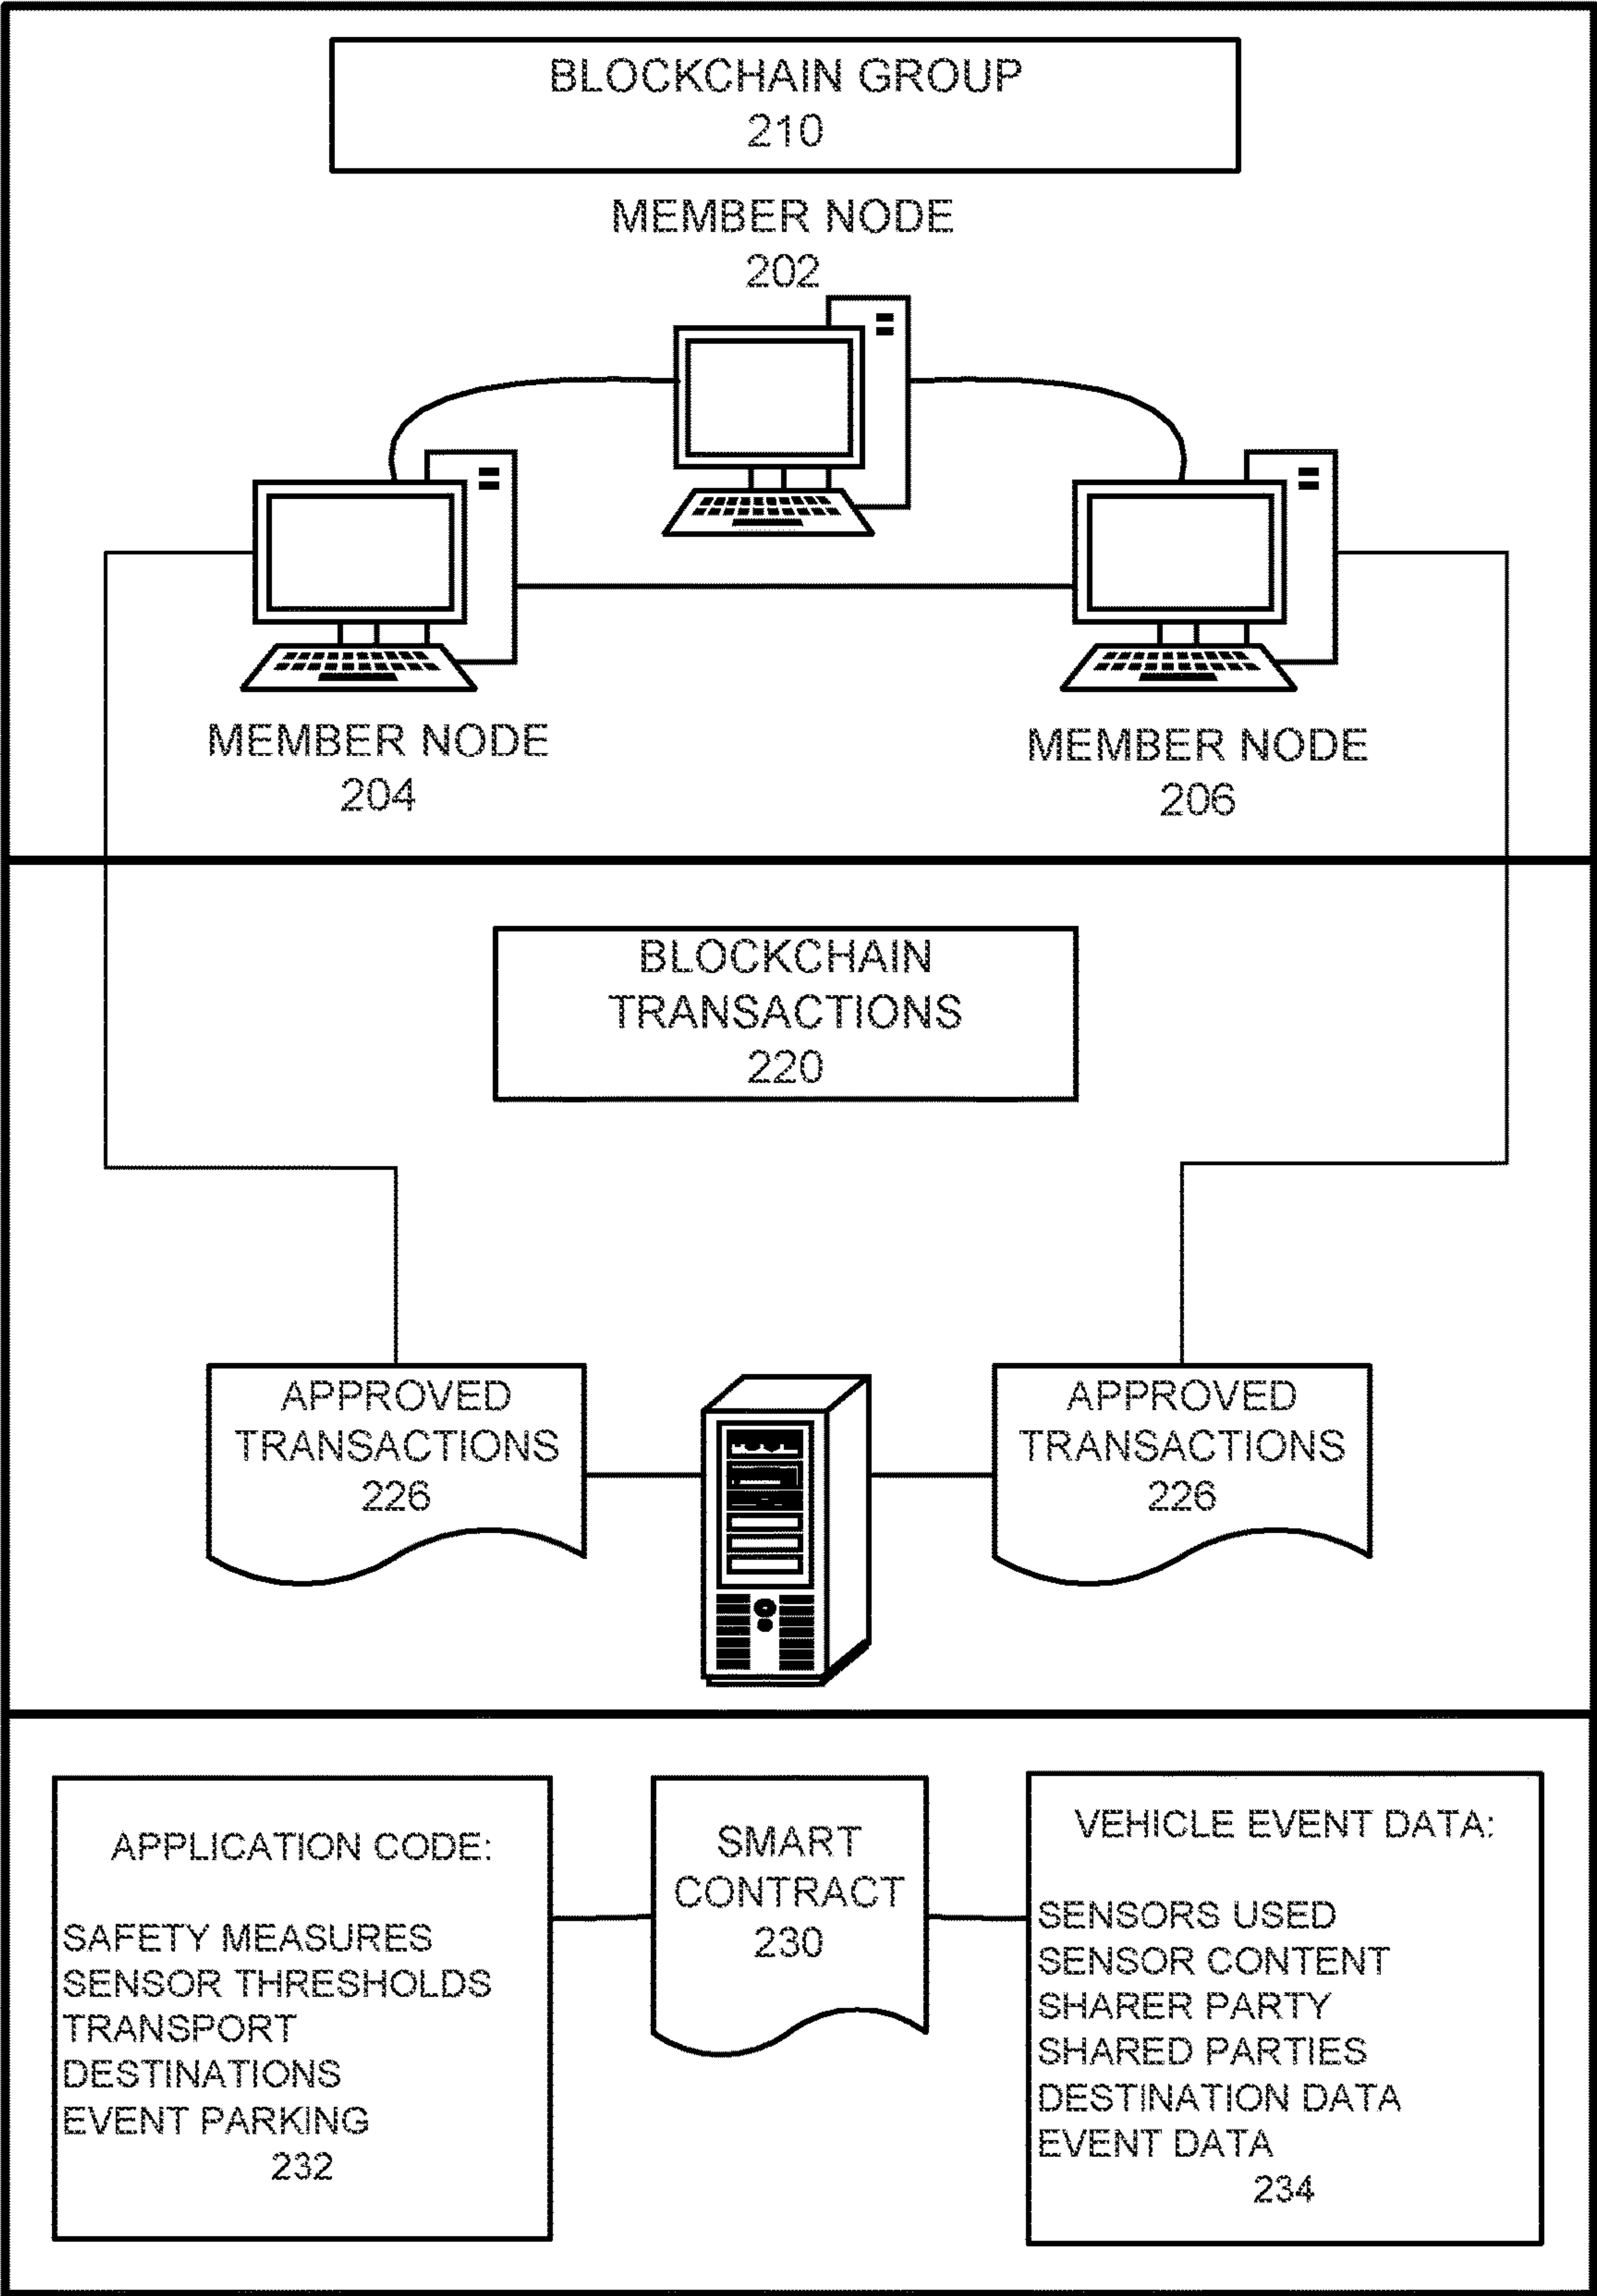 BLOCKCHAIN GROUP
210
MEMBER NODE
202
MEMBER NODE
204
MEMBER NODE
206
BLOCKCHAIN
TRANSACTIONS
220
APPROVED
TRANSACTIONS
226
APPROVED
TRANSACTIONS
226
APPLICATION CODE:
SAFETY MEASURES
SENSOR THRESHOLDS
TRANSPORT
DESTINATIONS
EVENT PARKING
232
SMART
CONTRACT
230
VEHICLE EVENT DATA:
SENSORS USED
SENSOR CONTENT
SHARER PARTY
SHARED PARTIES
DESTINATION DATA
EVENT DATA
234